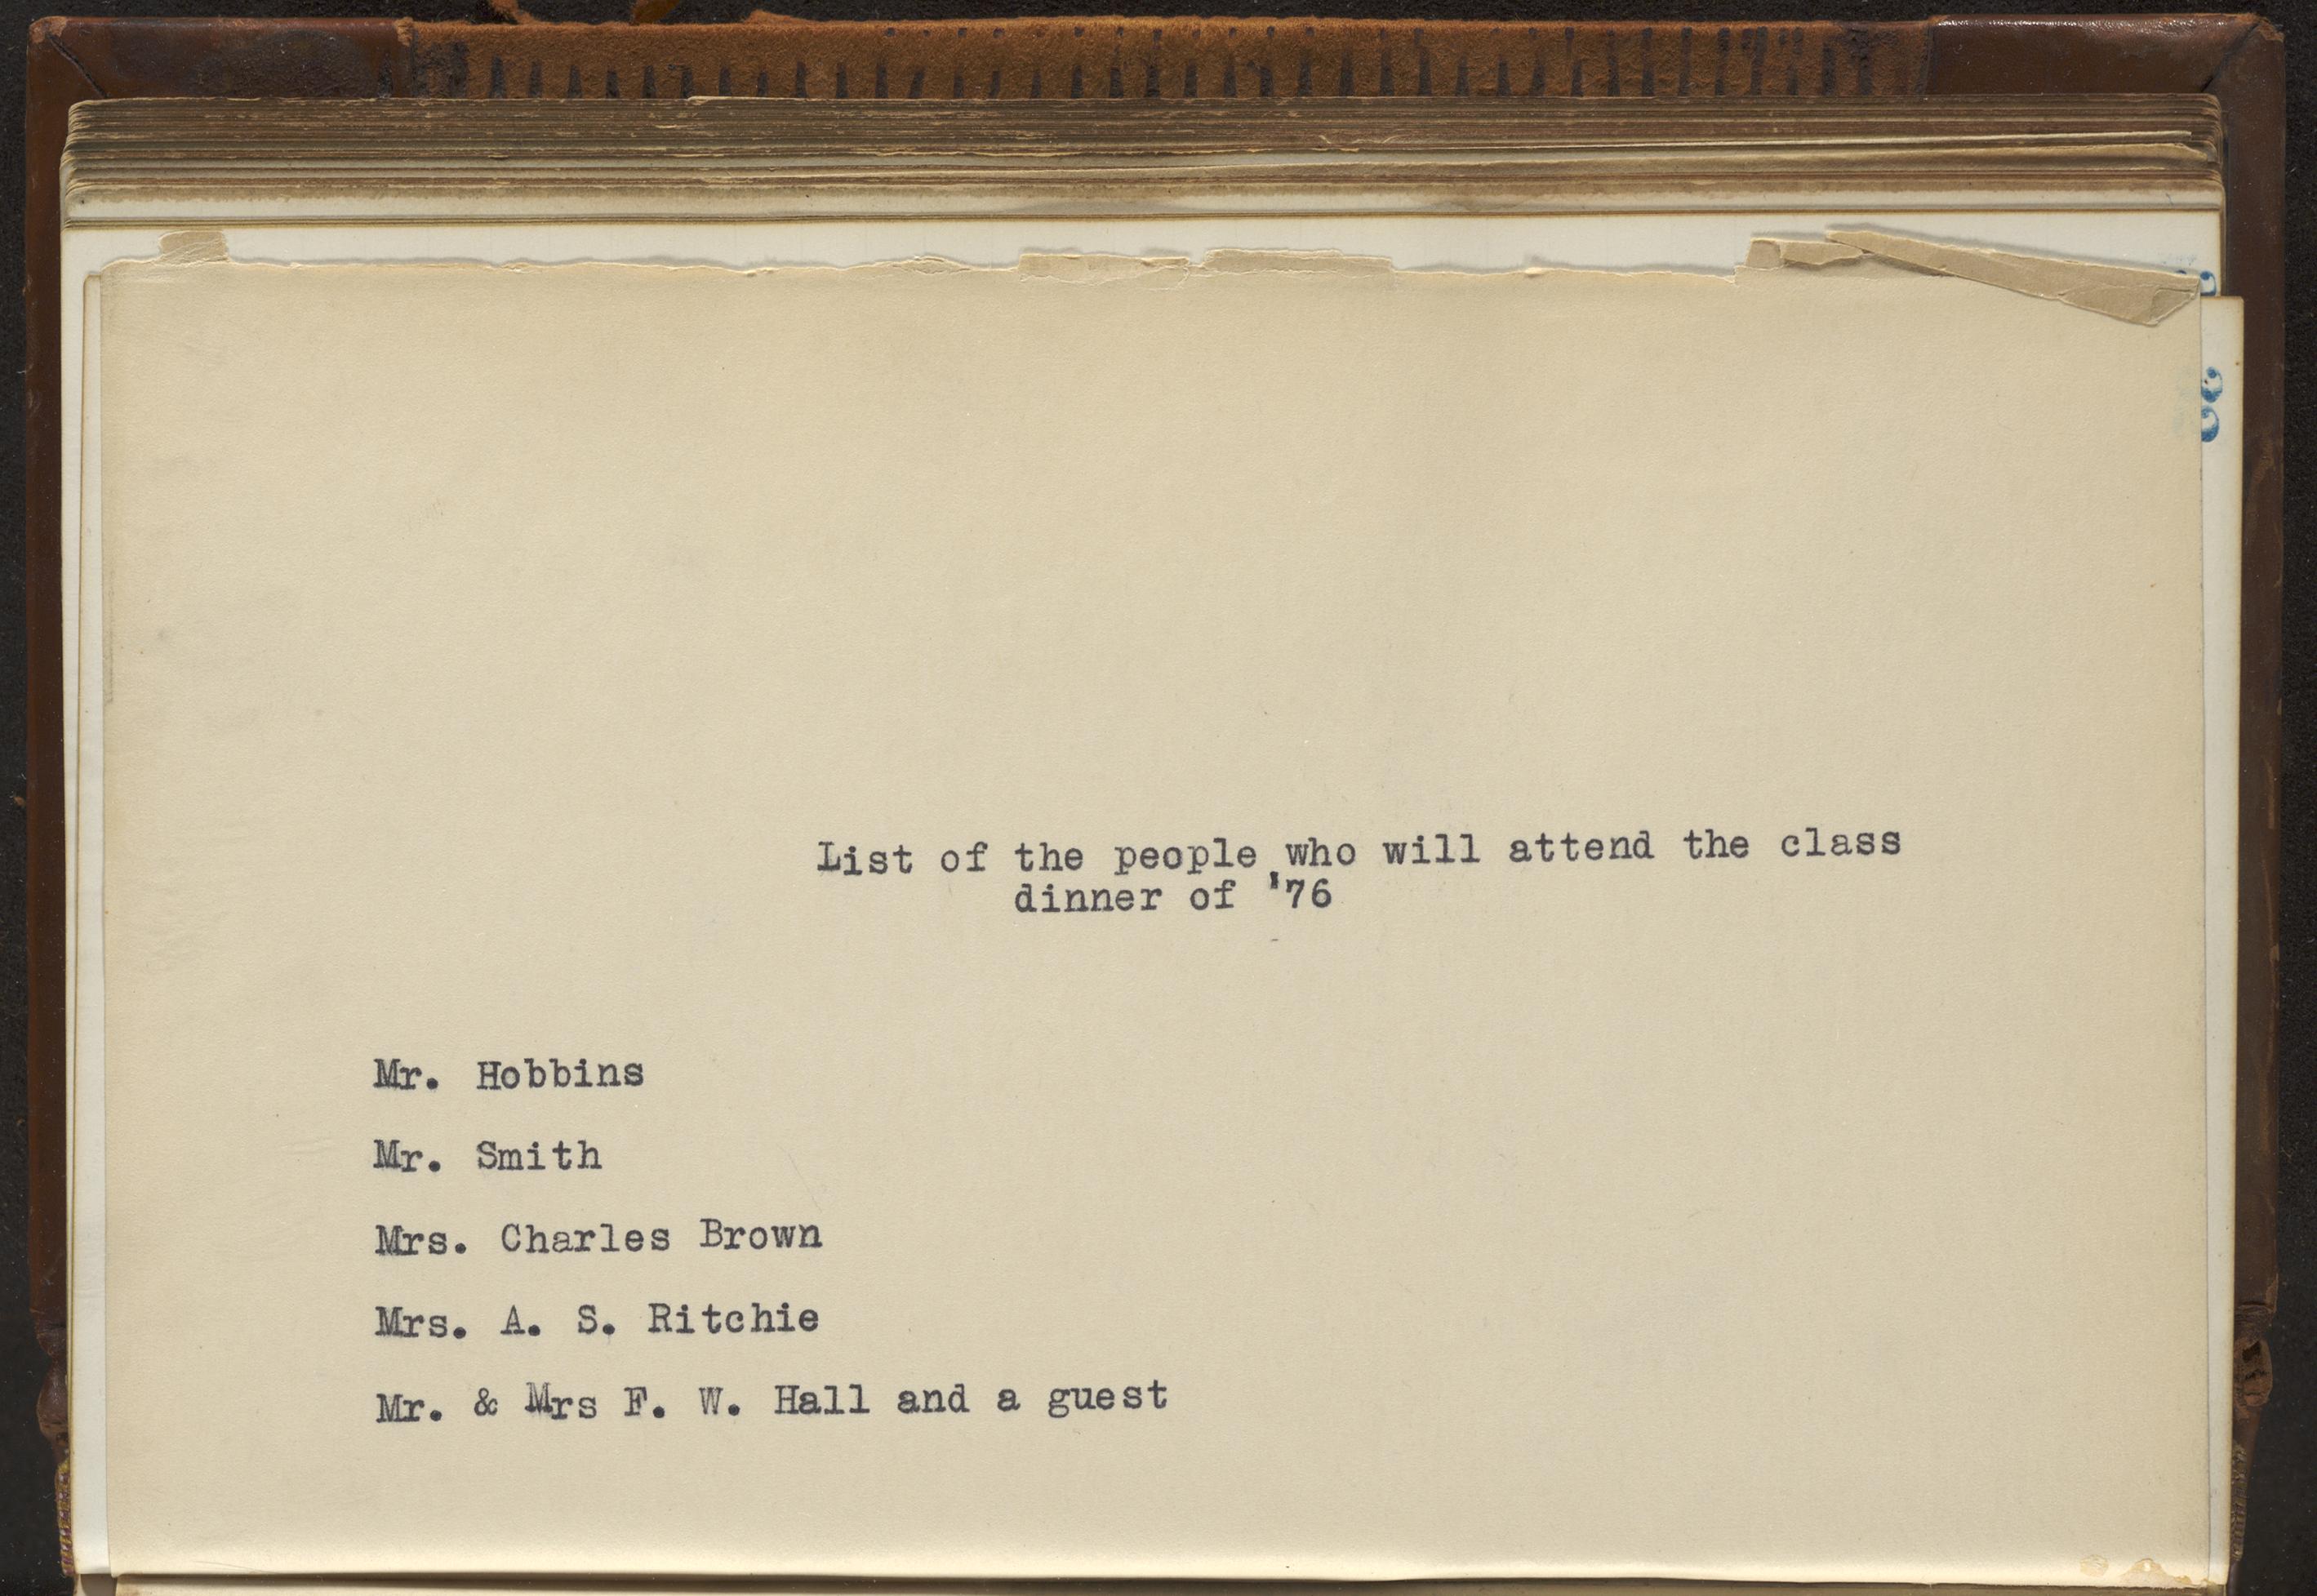 List of the people who will attend the class
dinner of '76
Mr. Hobbins
Mr. Smith
Mrs. Charles Brown
Mrs. A. S. Ritchie
Mr. & Mrs F. W. Hall and a guest